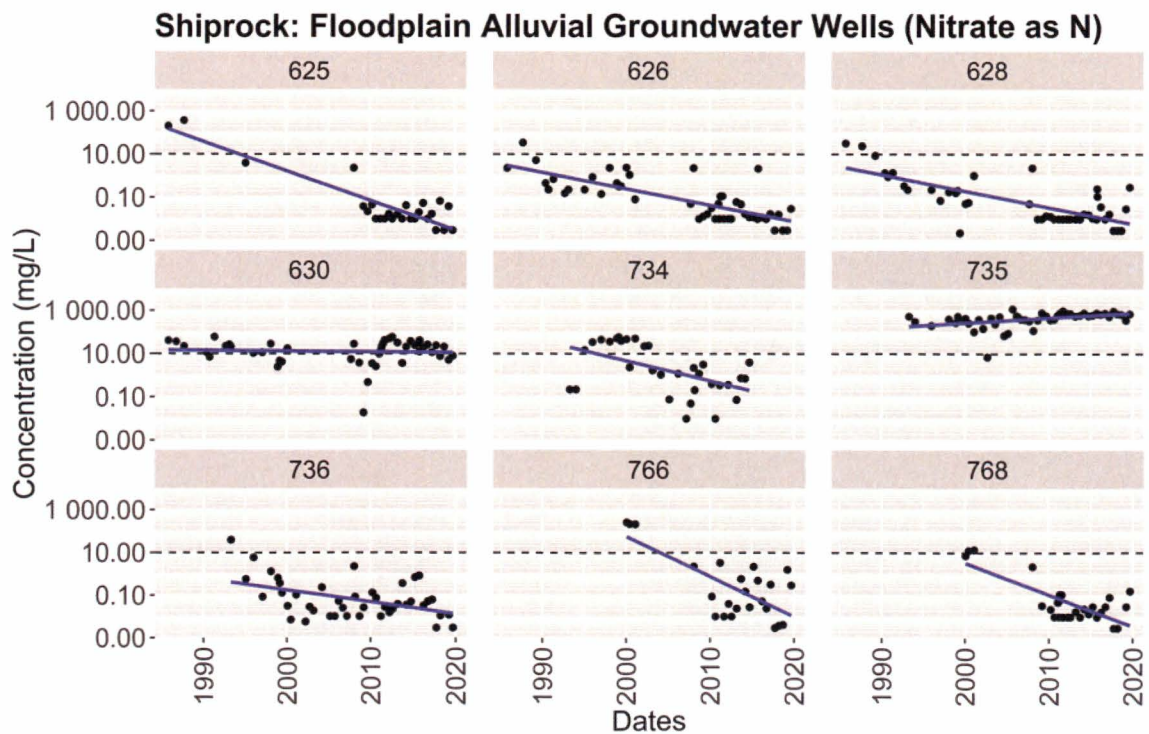 Shiprock: Floodplain Alluvial Groundwater Wells (Nitrate as N)
625 626 628
1 000.00
10.00
0.10
0.00
630 734 735
1 000.00
10.00
0.10
0.00
736 766 768
1 000.00
10.00
0.10
0.00
Concentration (mg/L)
1990 2000 2010 2020 1990 2000 2010 2020 1990 2000 2010 2020
Dates